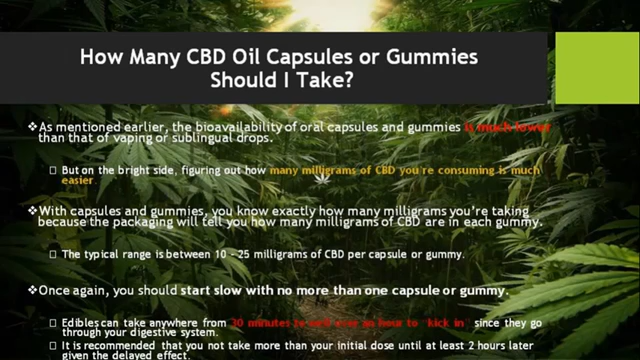 How Many CBD Oil Capsules or Gummies
Should I Take?
❖As mentioned earlier, the bioavailability of oral capsules and gummies is much lower
than that of vaping or sublingual drops.
□ But on the bright side, figuring out how many milligrams of CBD you're consuming is much
easier.
❖With capsules and gummies, you know exactly how many milligrams you're taking
because the packaging will tell you how many milligrams of CBD are in each gummy.
□ The typical range is between 10 - 25 milligrams of CBD per capsule or gummy.
❖Once again, you should start slow with no more than one capsule or gummy.
□ Edibles can take anywhere from 30 minutes to well over an hour to "kick in" since they go
through your digestive system.
□ It is recommended that you not take more than your initial dose until at least 2 hours later
given the delayed effect.